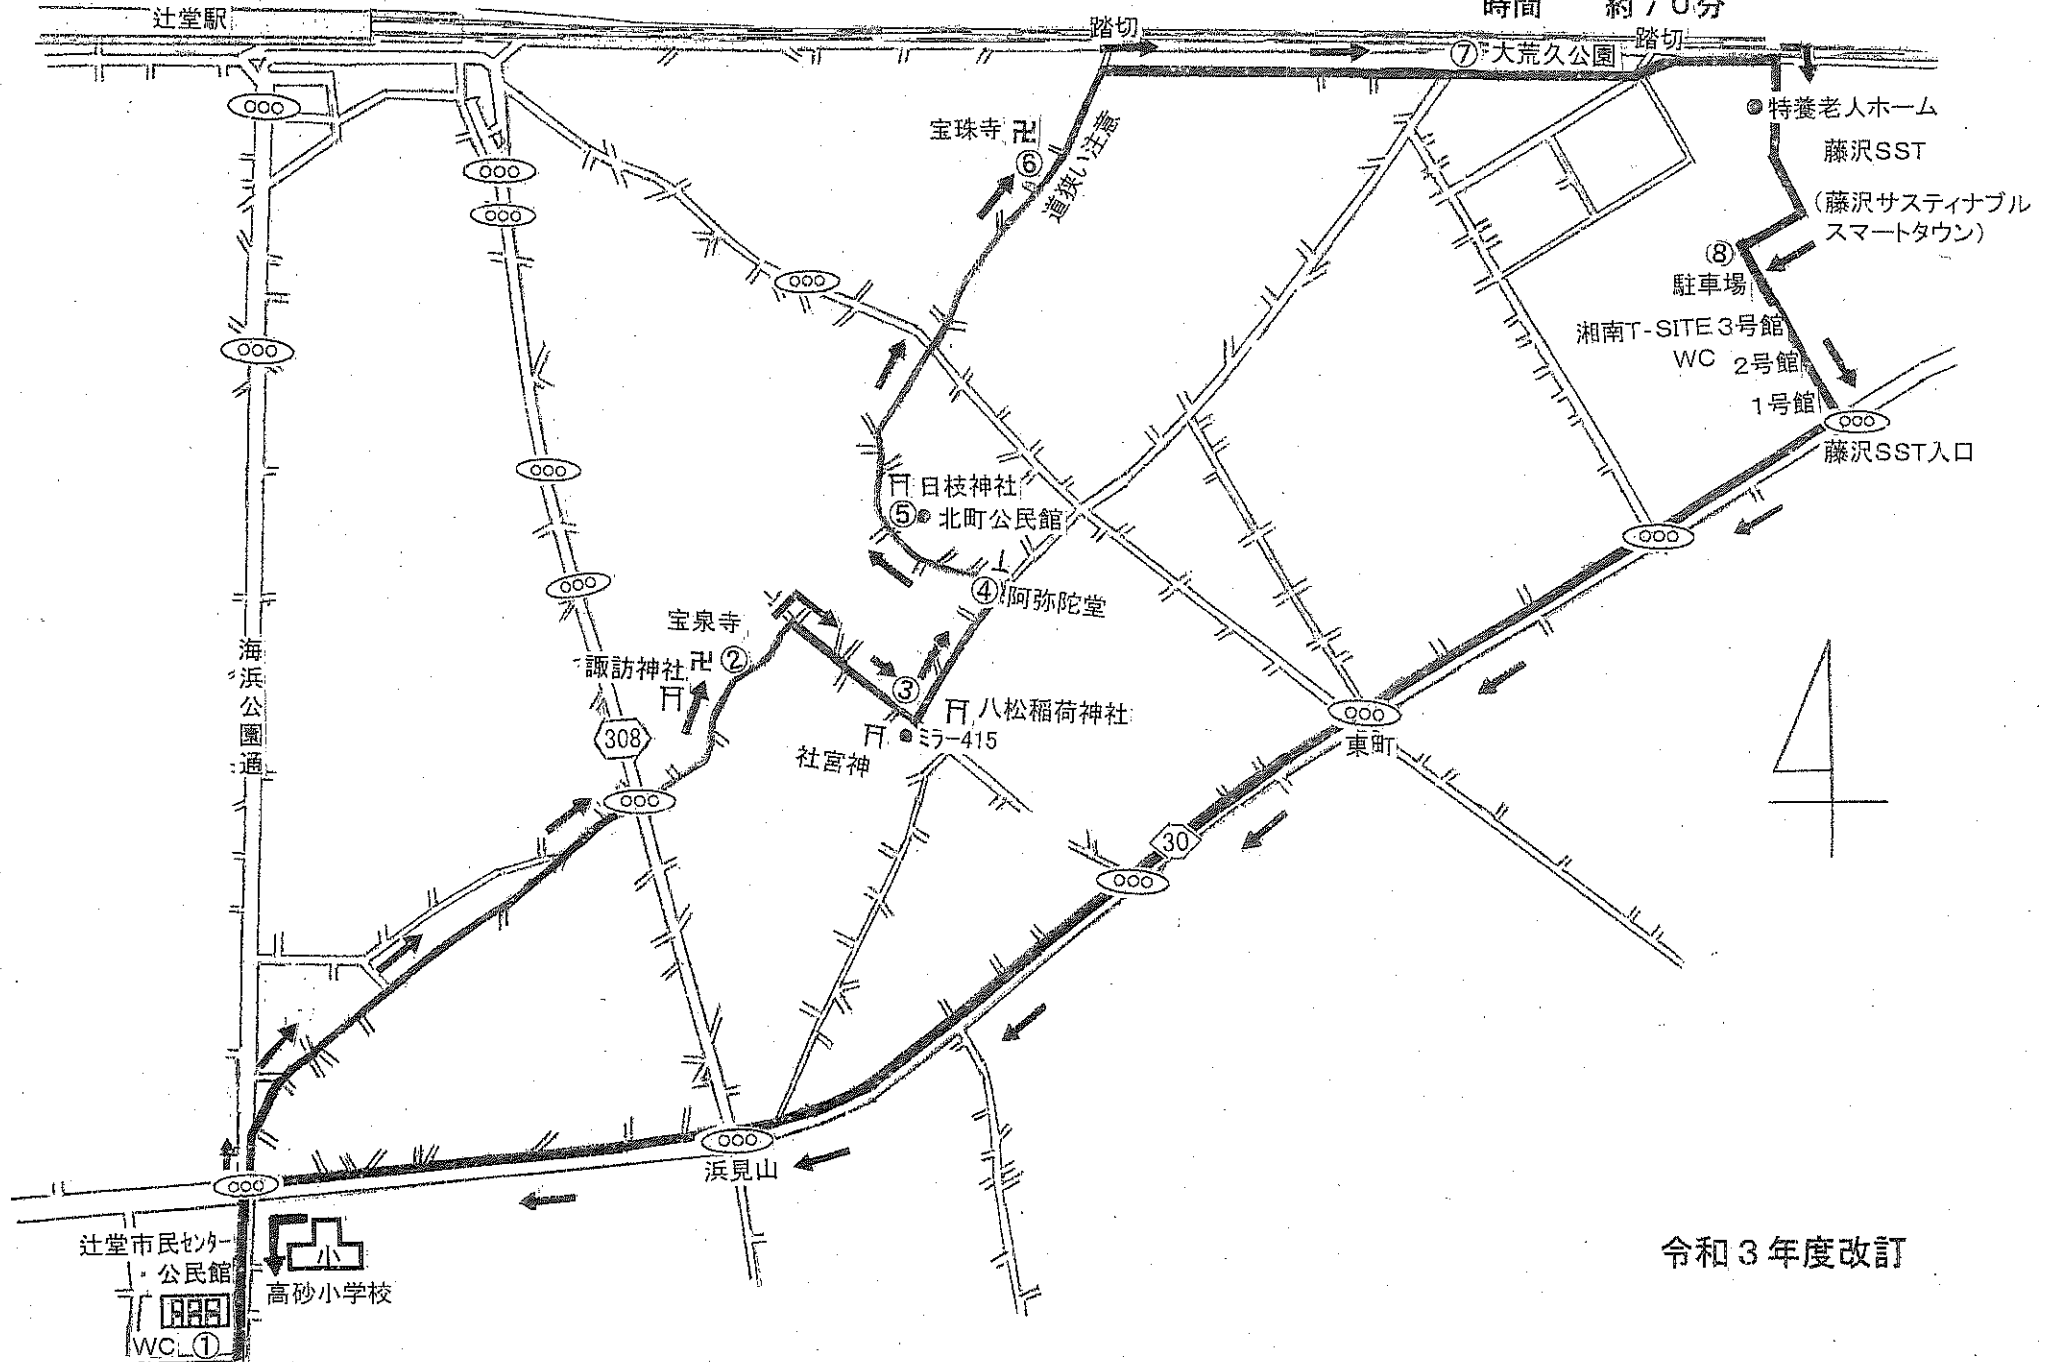 時間 約70分
辻堂駅
踏切
⑦
大荒久公園
踏切
特養老人ホーム
藤沢SST
(藤沢サスティナブル
スマートタウン)
宝珠寺 卍
⑥
道狭い注意
⑧
駐車場
湘南T-SITE 3号館
WC 2号館
1号館
藤沢SST入口
日枝神社
⑤
北町公民館
④
阿弥陀堂
宝泉寺
卍 ②
諏訪神社
③
八松稲荷神社
ミラー415
社宮神
308
海浜公園通
東町
30
浜見山
辻堂市民センター
・公民館
WC ①
小
高砂小学校
令和3年度改訂